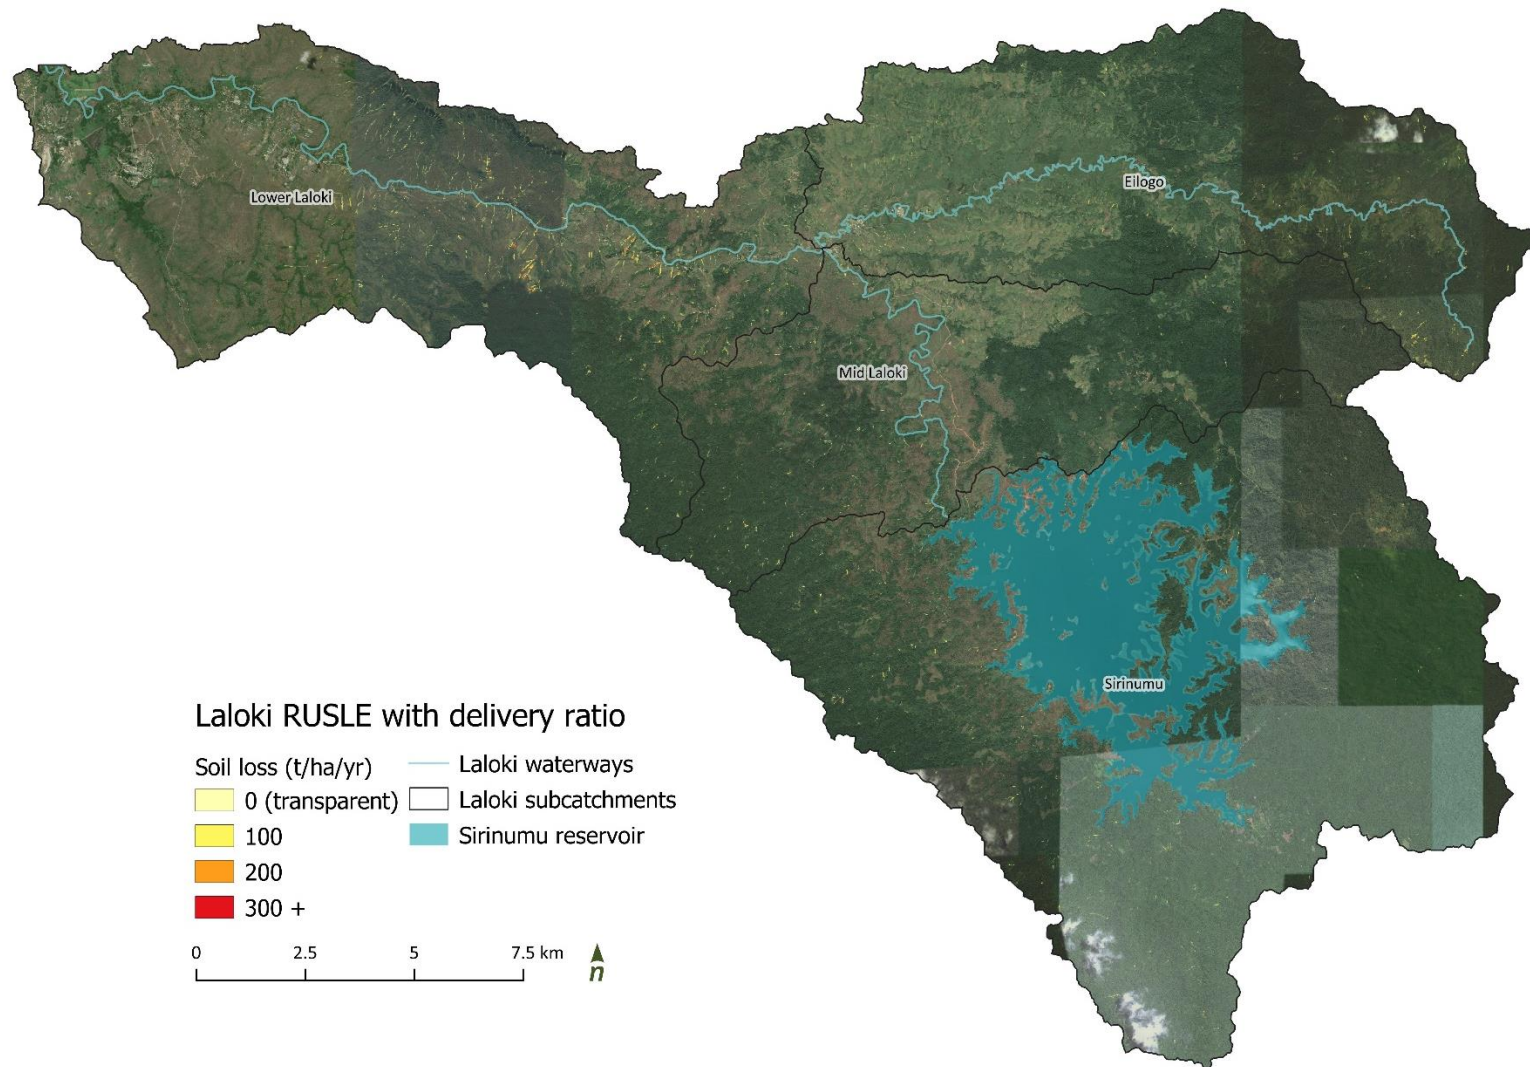 Lower Laloki
Eilogo
Mid Laloki
Sirinumu
Laloki RUSLE with delivery ratio
Soil loss (t/ha/yr)
0 (transparent)
100
200
300 +
Laloki waterways
Laloki subcatchments
Sirinumu reservoir
0 2.5 5 7.5 km
n